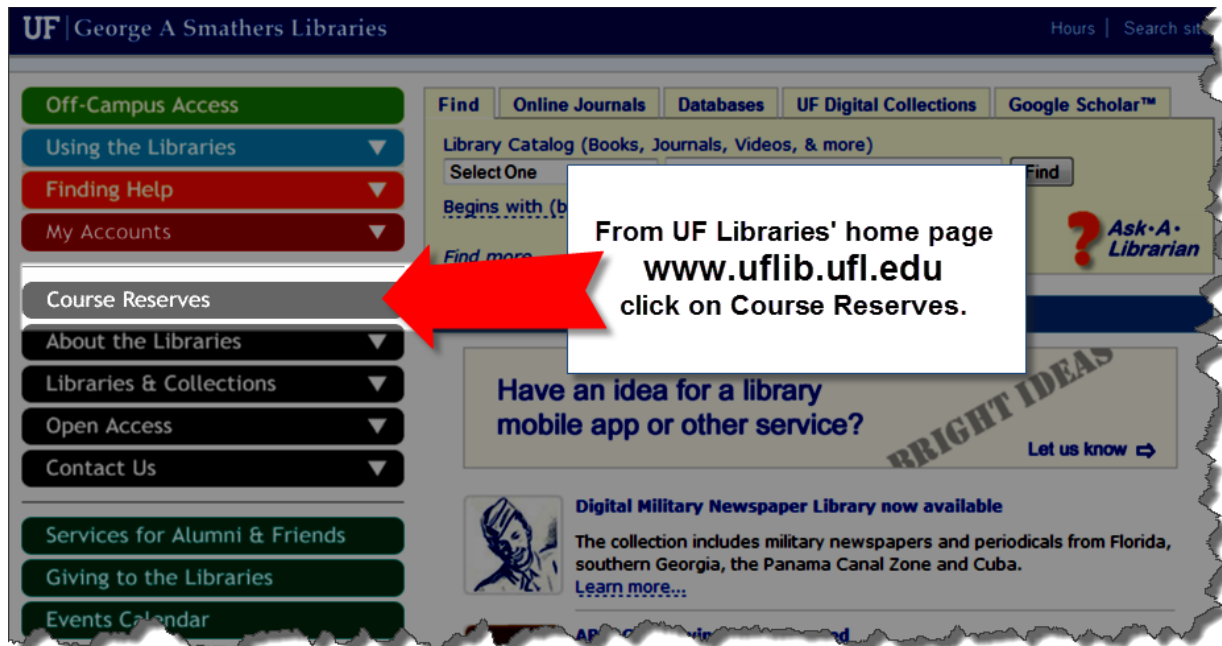 UF | George A Smathers Libraries
Hours | Search
Off-Campus Access
Using the Libraries
Finding Help
My Accounts
Course Reserves
About the Libraries
Libraries & Collections
Open Access
Contact Us
Services for Alumni & Friends
Giving to the Libraries
Events Calendar
Find
Online Journals
Databases
UF Digital Collections
Google Scholar™
Library Catalog (Books, Journals, Videos, & more)
Select One
Find
Begins with (b
Find more
Ask·A·
Librarian
From UF Libraries' home page
www.uflib.ufl.edu
click on Course Reserves.
Have an idea for a library
mobile app or other service?
BRIGHT IDEAS
Let us know
Digital Military Newspaper Library now available
The collection includes military newspapers and periodicals from Florida,
southern Georgia, the Panama Canal Zone and Cuba.
Learn more...